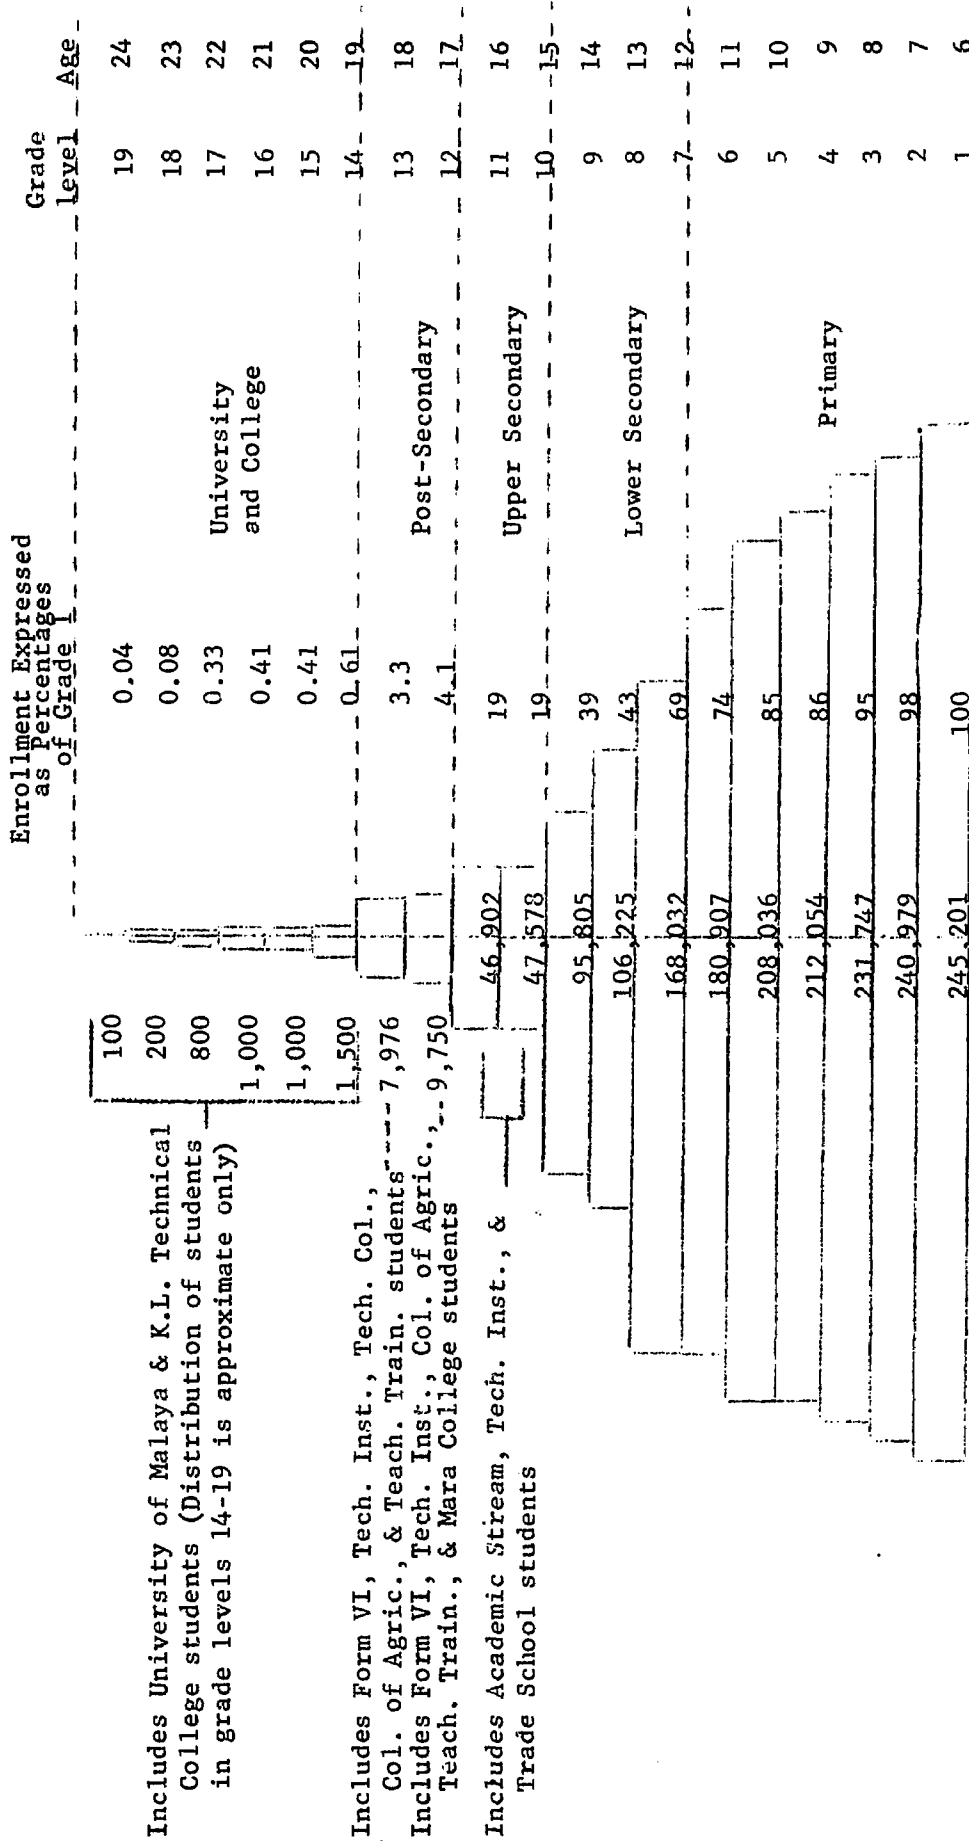 Enrollment Expressed
as Percentages
of Grade 1
Grade
level Age
Includes University of Malaya & K.L. Technical
College students (Distribution of students
in grade levels 14-19 is approximate only)
100 0.04 19 24
200 0.08 18 23
800 0.33 17 22
1,000 0.41 16 21
1,000 0.41 15 20
1,500 0.61 14 19
University
and College
Includes Form VI, Tech. Inst., Tech. Col.,
Col. of Agric., & Teach. Train. students ---- 7,976 3.3 13 18
Includes Form VI, Tech. Inst., Col. of Agric., --- 9,750 4.1 12 17
Teach. Train., & Mara College students
Post-Secondary
Includes Academic Stream, Tech. Inst., &
Trade School students
46,902 19 Upper Secondary 11 16
47,578 19 10 15
95,805 39 9 14
106,225 43 Lower Secondary 8 13
168,032 69 7 12
180,907 74 6 11
208,036 85 5 10
212,054 86 Primary 4 9
231,747 95 3 8
240,979 98 2 7
245,201 100 1 6